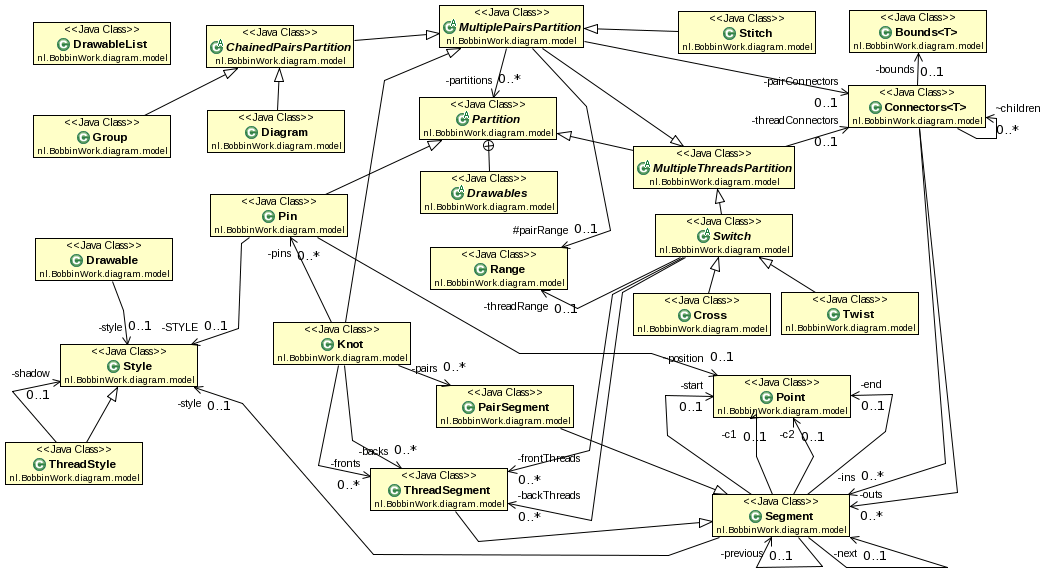 <<Java Class>>
DrawableList
nl.BobbinWork.diagram.model
<<Java Class>>
ChainedPairsPartition
nl.BobbinWork.diagram.model
<<Java Class>>
MultiplePairsPartition
nl.BobbinWork.diagram.model
<<Java Class>>
Stitch
nl.BobbinWork.diagram.model
<<Java Class>>
Bounds<T>
nl.BobbinWork.diagram.model
-bounds 0..1
-partitions 0..*
-pairConnectors
0..1
<<Java Class>>
Connectors<T>
nl.BobbinWork.diagram.model
~children
0..*
<<Java Class>>
Group
nl.BobbinWork.diagram.model
<<Java Class>>
Diagram
nl.BobbinWork.diagram.model
<<Java Class>>
Partition
nl.BobbinWork.diagram.model
-threadConnectors
0..1
<<Java Class>>
MultipleThreadsPartition
nl.BobbinWork.diagram.model
<<Java Class>>
Drawables
nl.BobbinWork.diagram.model
<<Java Class>>
Pin
nl.BobbinWork.diagram.model
<<Java Class>>
Switch
nl.BobbinWork.diagram.model
#pairRange 0..1
<<Java Class>>
Drawable
nl.BobbinWork.diagram.model
-pins 0..*
<<Java Class>>
Range
nl.BobbinWork.diagram.model
-threadRange 0..1
<<Java Class>>
Cross
nl.BobbinWork.diagram.model
<<Java Class>>
Twist
nl.BobbinWork.diagram.model
-style 0..1
-STYLE 0..1
<<Java Class>>
Knot
nl.BobbinWork.diagram.model
<<Java Class>>
Style
nl.BobbinWork.diagram.model
-shadow
0..1
-pairs 0..*
-position 0..1
<<Java Class>>
PairSegment
nl.BobbinWork.diagram.model
<<Java Class>>
Point
nl.BobbinWork.diagram.model
-start
0..1
-end
0..1
-style 0..1
-c1 0..1
-c2 0..1
<<Java Class>>
ThreadStyle
nl.BobbinWork.diagram.model
-backs 0..*
-fronts
0..*
<<Java Class>>
ThreadSegment
nl.BobbinWork.diagram.model
-frontThreads
0..*
-backThreads
0..*
-ins 0..*
-outs
0..*
<<Java Class>>
Segment
nl.BobbinWork.diagram.model
-previous 0..1
-next 0..1